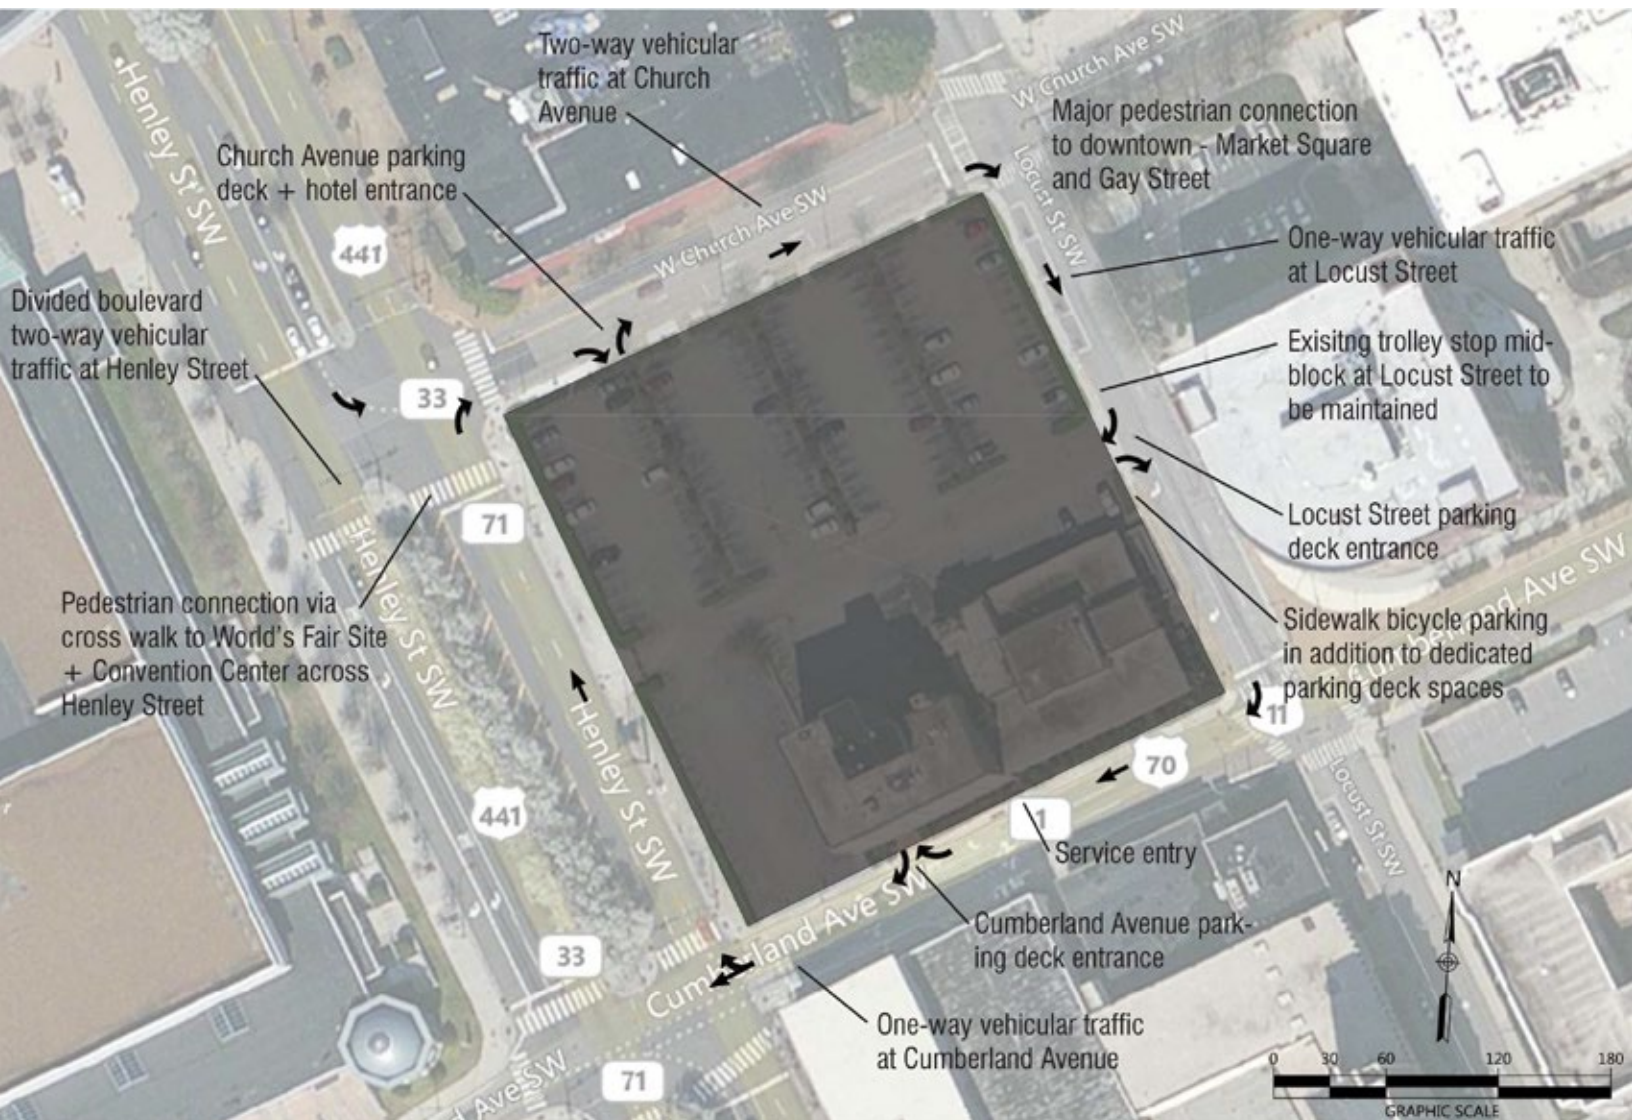 Two-way vehicular
traffic at Church
Avenue
W Church Ave SW
Henley St SW
Major pedestrian connection
to downtown - Market Square
and Gay Street
Church Avenue parking
deck + hotel entrance
Locust St SW
W Church Ave SW
441
One-way vehicular traffic
at Locust Street
Divided boulevard
two-way vehicular
traffic at Henley Street
Exisitng trolley stop mid-
block at Locust Street to
be maintained
33
71
Locust Street parking
deck entrance
Henley St SW
Pedestrian connection via
cross walk to World's Fair Site
+ Convention Center across
Henley Street
Cumberland Ave SW
Sidewalk bicycle parking
in addition to dedicated
parking deck spaces
11
Henley St SW
70
441
1
Locust St SW
Service entry
N
Cumberland Ave SW
Cumberland Avenue park-
ing deck entrance
33
One-way vehicular traffic
at Cumberland Avenue
71
d Ave SW
0 30 60 120 180
GRAPHIC SCALE